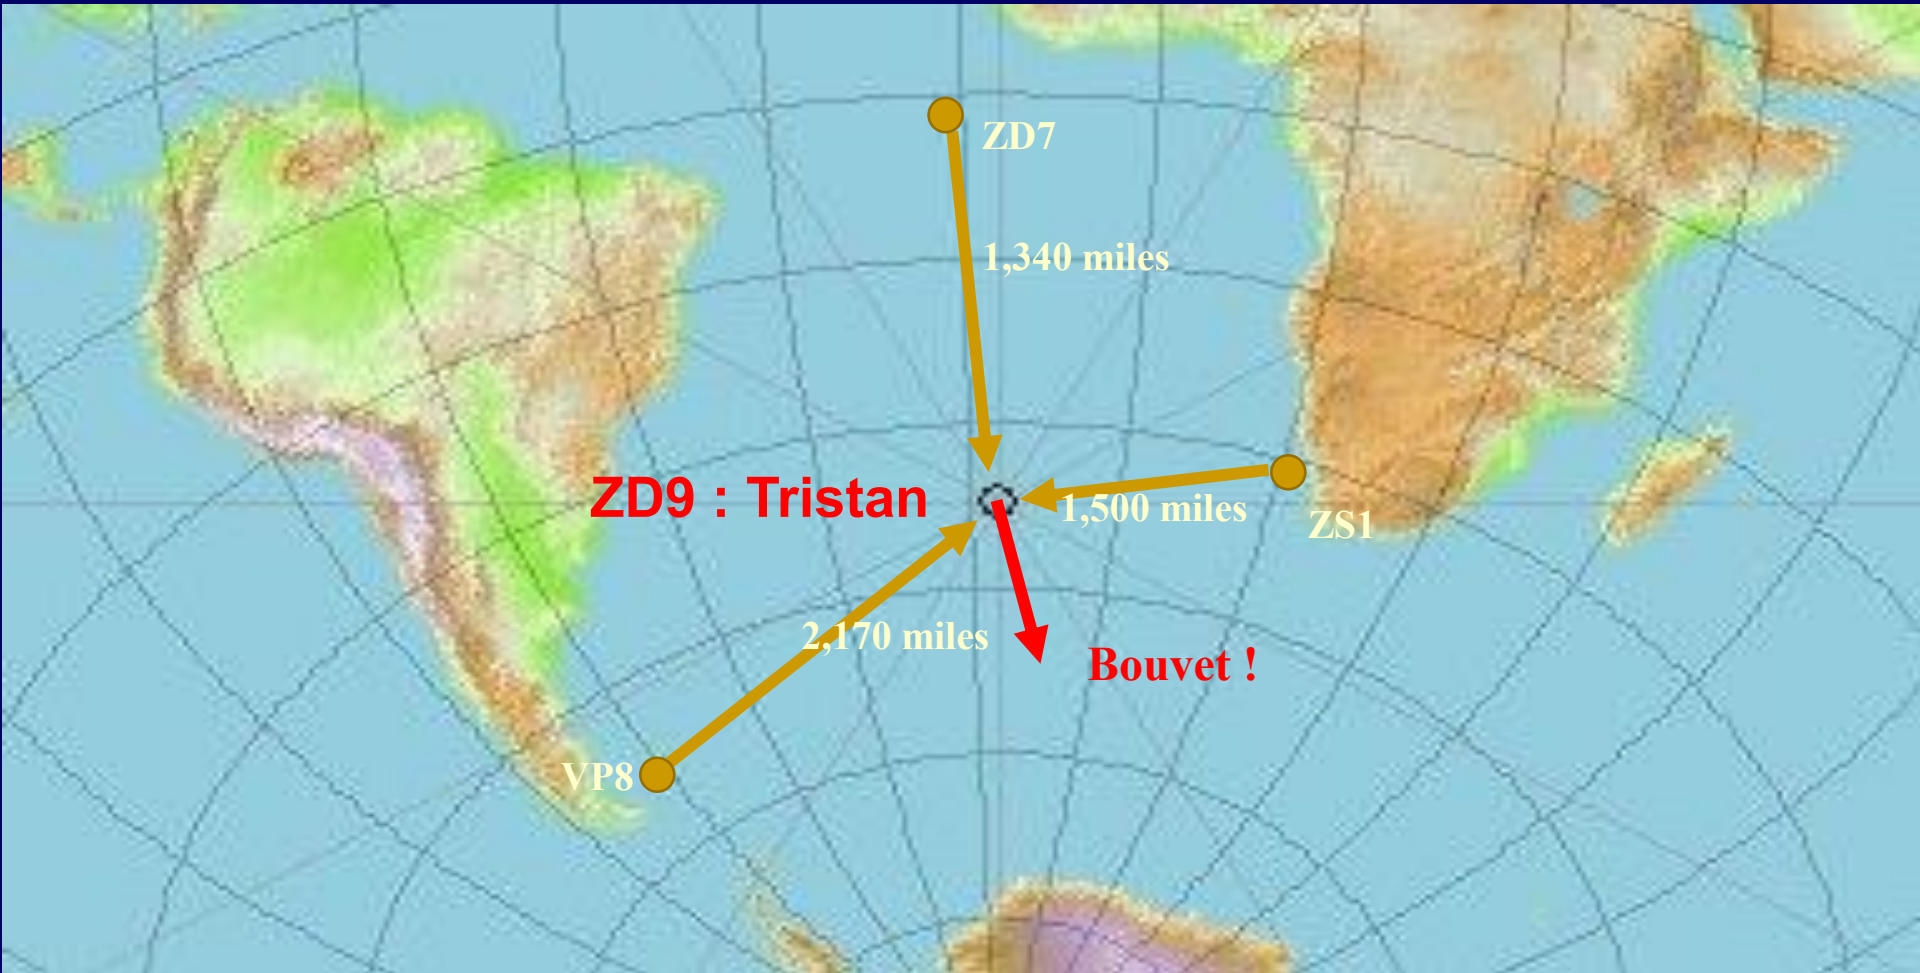 ZD7
1,340 miles
ZD9 : Tristan
1,500 miles
ZS1
2,170 miles
Bouvet !
VP8